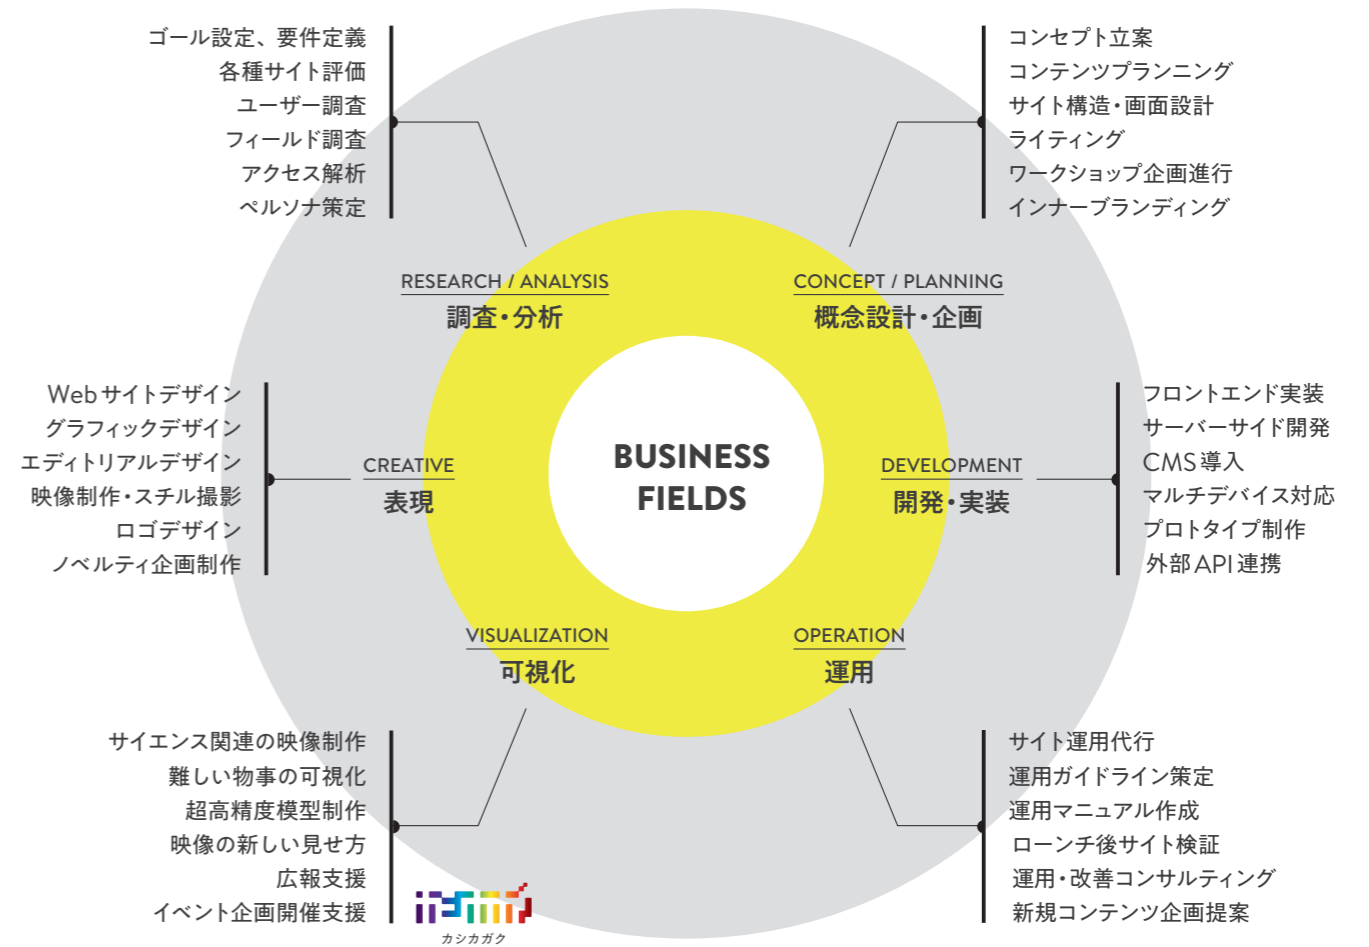 ゴール設定、要件定義
各種サイト評価
ユーザー調査
フィールド調査
アクセス解析
ペルソナ策定
RESEARCH / ANALYSIS
調査・分析
コンセプト立案
コンテンツプランニング
サイト構造・画面設計
ライティング
ワークショップ企画進行
インナーブランディング
CONCEPT / PLANNING
概念設計・企画
Webサイトデザイン
グラフィックデザイン
エディトリアルデザイン
映像制作・スチル撮影
ロゴデザイン
ノベルティ企画制作
CREATIVE
表現
BUSINESS
FIELDS
DEVELOPMENT
開発・実装
フロントエンド実装
サーバーサイド開発
CMS導入
マルチデバイス対応
プロトタイプ制作
外部API連携
VISUALIZATION
可視化
サイエンス関連の映像制作
難しい物事の可視化
超高精度模型制作
映像の新しい見せ方
広報支援
イベント企画開催支援
カシカガク
OPERATION
運用
サイト運用代行
運用ガイドライン策定
運用マニュアル作成
ローンチ後サイト検証
運用・改善コンサルティング
新規コンテンツ企画提案